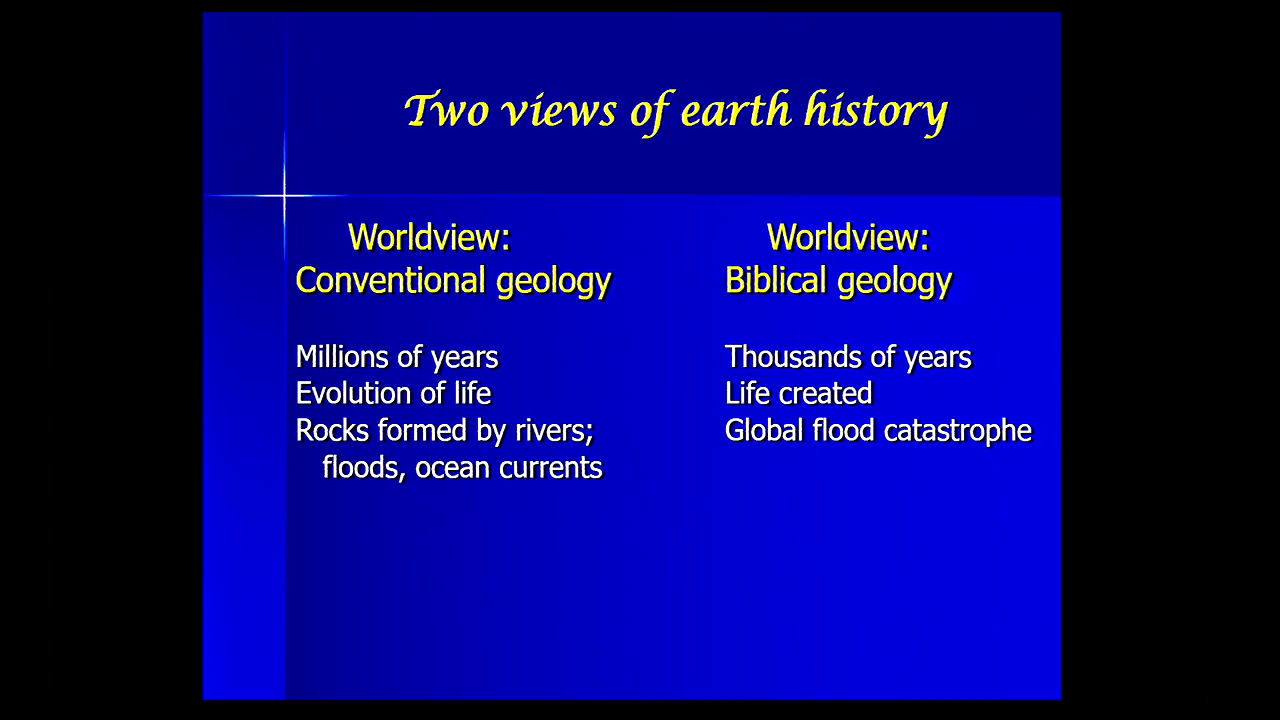 Two views of earth history
Worldview:
Conventional geology
Millions of years
Evolution of life
Rocks formed by rivers;
floods, ocean currents
Worldview:
Biblical geology
Thousands of years
Life created
Global flood catastrophe